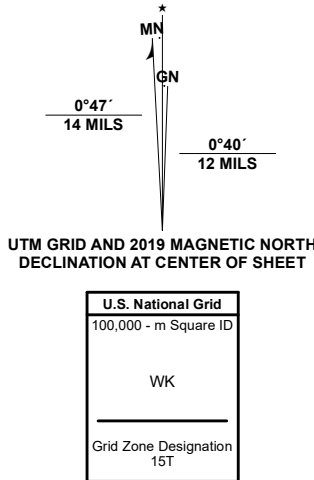 ★
MN
GN
0°47´
14 MILS
0°40´
12 MILS
UTM GRID AND 2019 MAGNETIC NORTH
DECLINATION AT CENTER OF SHEET
U.S. National Grid
100,000 - m Square ID
WK
Grid Zone Designation
15T